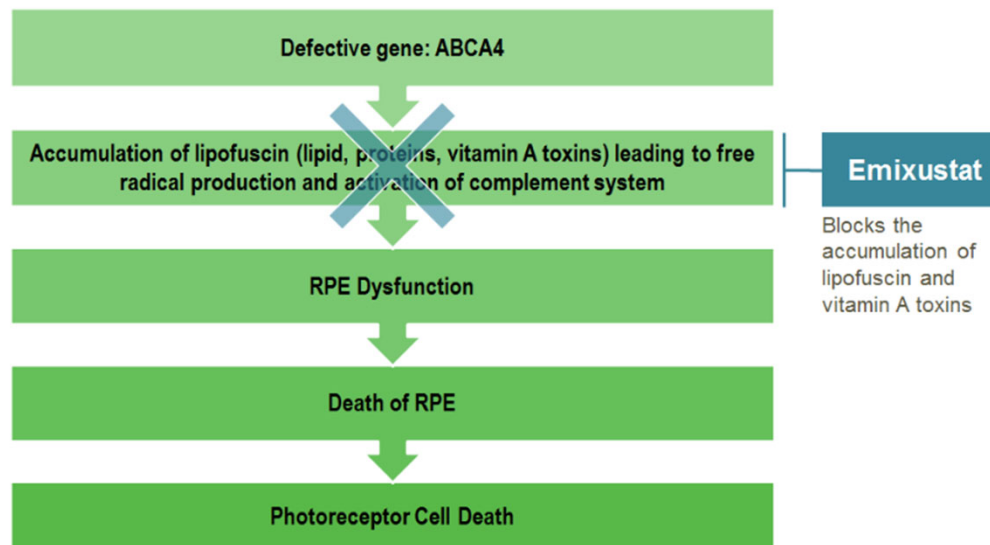 Defective gene: ABCA4
Accumulation of lipofuscin (lipid, proteins, vitamin A toxins) leading to free
radical production and activation of complement system
Emixustat
Blocks the
accumulation of
lipofuscin and
vitamin A toxins
RPE Dysfunction
Death of RPE
Photoreceptor Cell Death